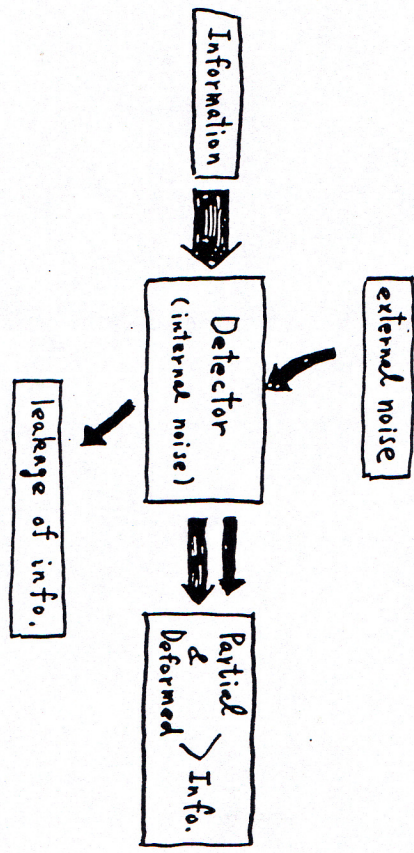 external noise
Information
Detector
(internal noise)
Partial
&
Deformed
Info.
leakage of info.